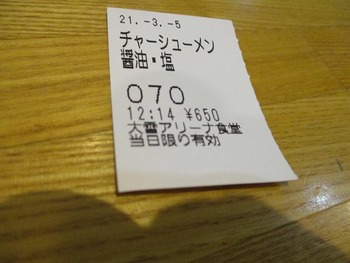 21.-3.-5
チャーシューメン
醤油・塩
070
12:14 ¥650
大雪アリーナ食堂
当日限り有効